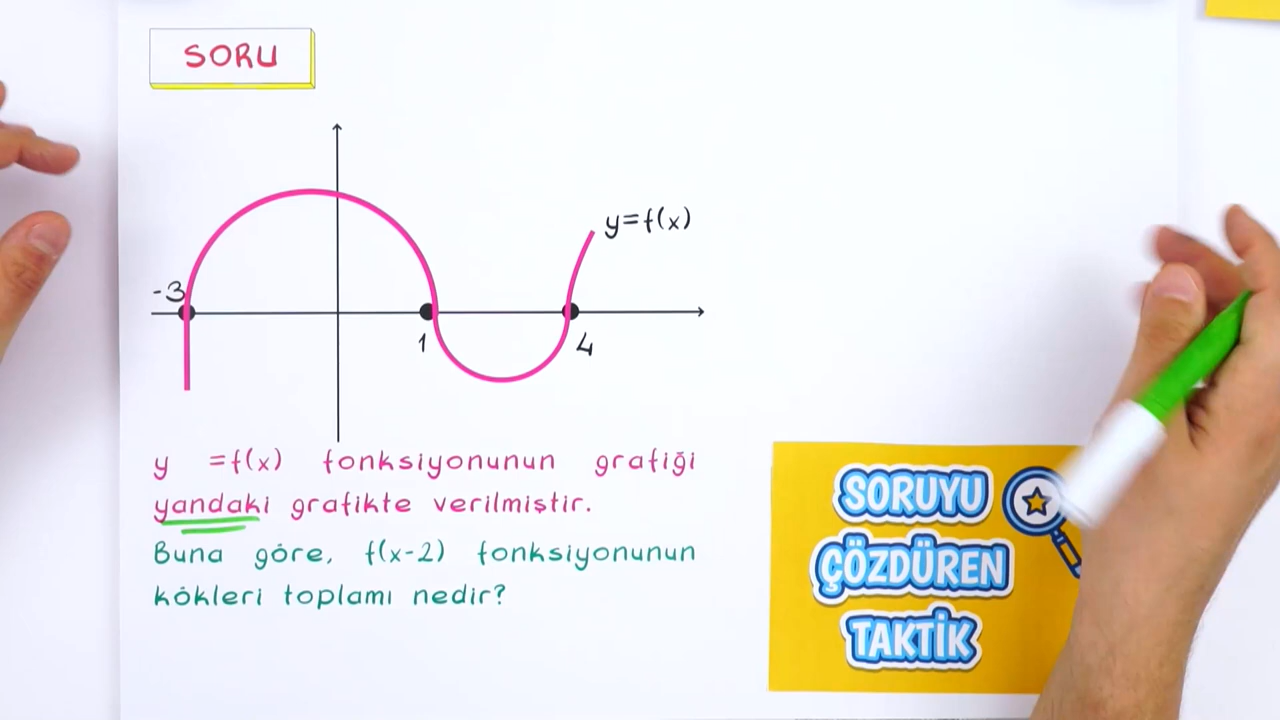 SORU
y=f(x)
-3
1
4
y =f(x) fonksiyonunun grafiği
yandaki grafikte verilmiştir.
Buna göre, f(x-2) fonksiyonunun
kökleri toplamı nedir?
SORUYU
ÇÖZDÜREN
TAKTİK